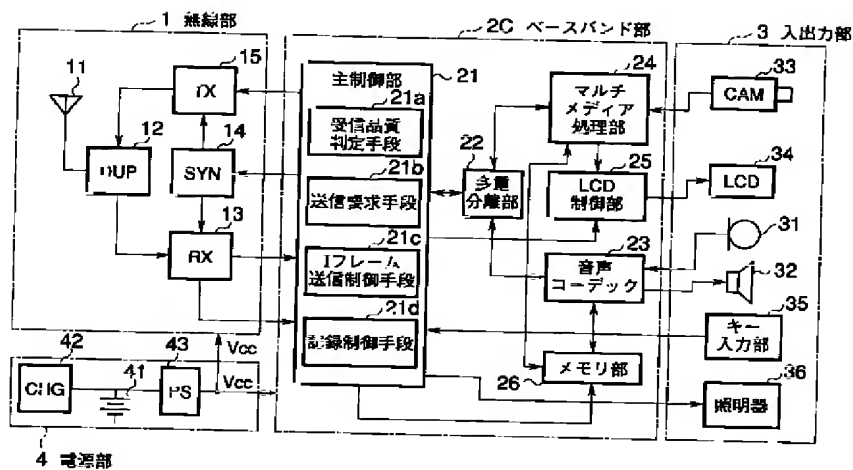 1 無線部
2C ベースバンド部
3 入出力部
11
15
TX
12
DUP
14
SYN
13
RX
主制御部
21
21a
受信品質
判定手段
21b
送信要求手段
21c
Iフレーム
送信制御手段
21d
記録制御手段
22
多重
分離部
24
マルチ
メディア
処理部
25
LCD
制御部
23
音声
コーデック
26
メモリ部
33
CAM
34
LCD
31
32
35
キー
入力部
36
照明器
42
CHG
41
43
PS
Vcc
Vcc
4 電源部